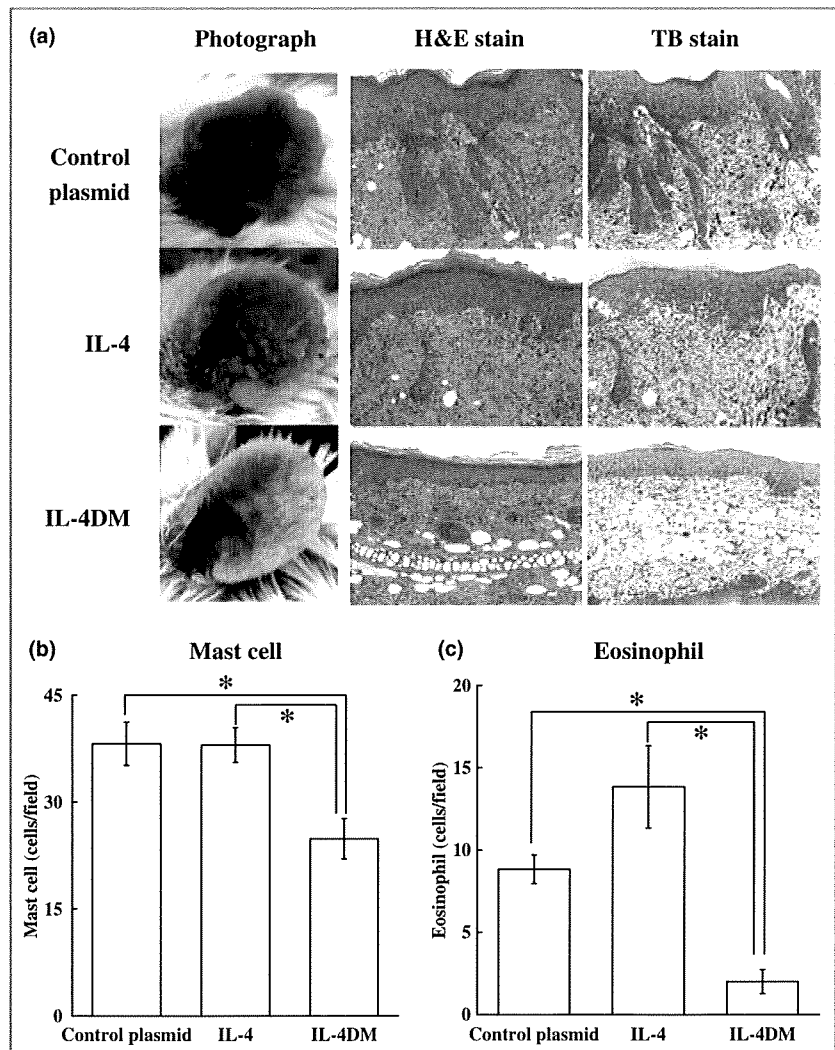 (a)
Photograph H&E stain TB stain
Control
plasmid
IL-4
IL-4DM
(b) Mast cell
*
*
45
30
15
0
Mast cell (cells/field)
Control plasmid IL-4 IL-4DM
(c) Eosinophil
*
*
20
15
10
5
0
Eosinophil (cells/field)
Control plasmid IL-4 IL-4DM